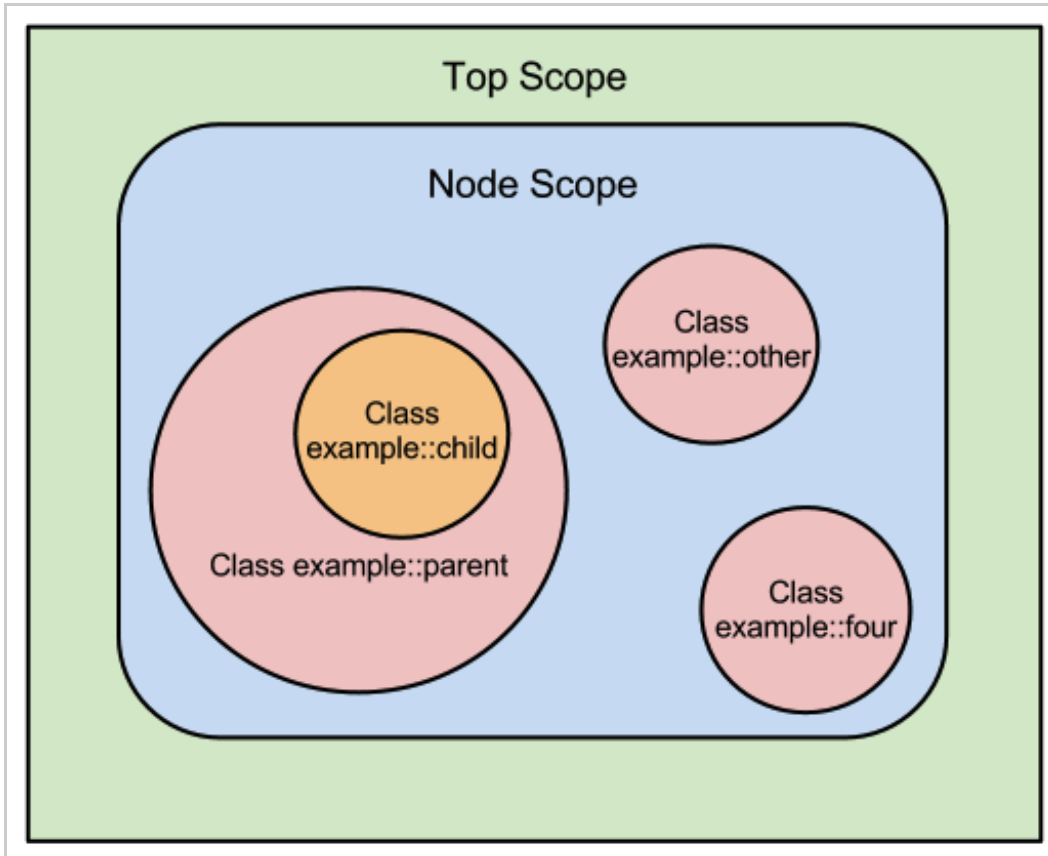 Top Scope
Node Scope
Class
example::other
Class
example::child
Class example::parent
Class
example::four